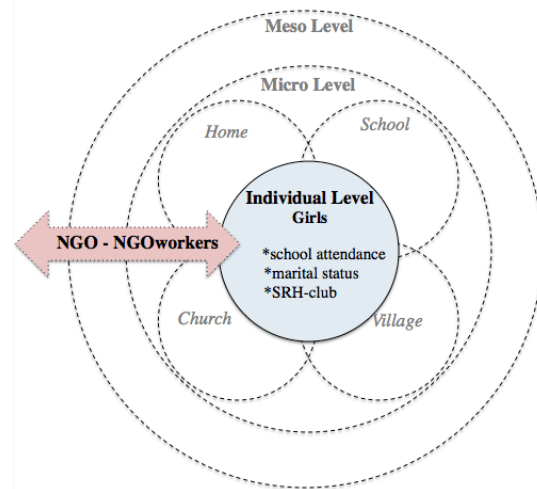 Meso Level
Micro Level
Home
School
Individual Level
Girls
NGO - NGOworkers
*school attendance
*marital status
*SRH-club
Church
Village